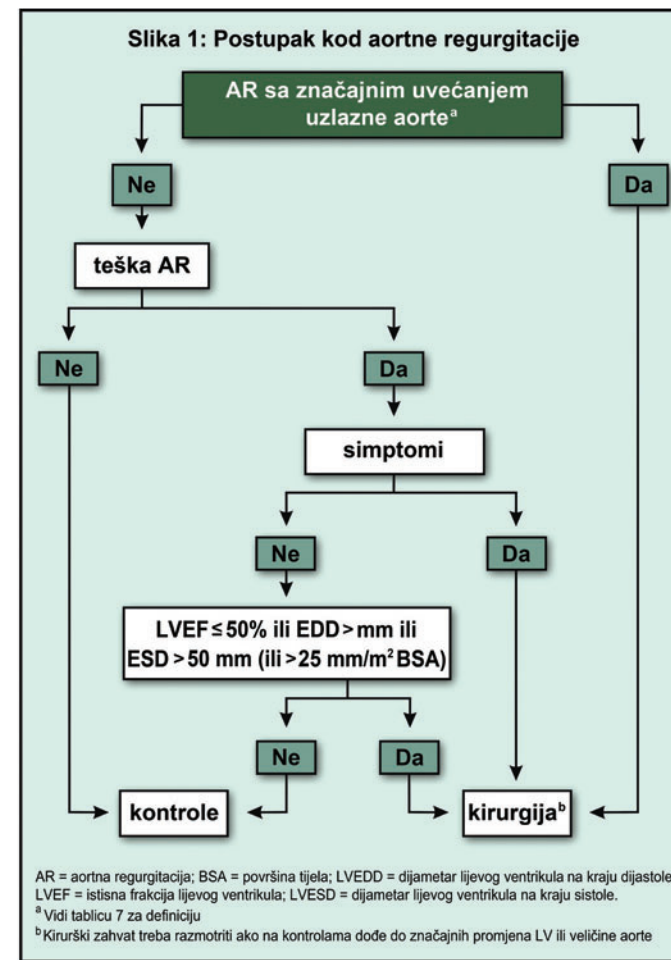 Slika 1: Postupak kod aortne regurgitacije
AR sa značajnim uvećanjem
uzlazne aorteᵃ
Ne
Da
teška AR
Ne
Da
simptomi
Ne
Da
LVEF ≤ 50% ili EDD > mm ili
ESD > 50 mm (ili > 25 mm/m² BSA)
Ne
Da
kontrole
kirurgijaᵇ
AR = aortna regurgitacija; BSA = površina tijela; LVEDD = dijametar lijevog ventrikula na kraju dijastole
LVEF = istisna frakcija lijevog ventrikula; LVESD = dijametar lijevog ventrikula na kraju sistole.
ᵃ Vidi tablicu 7 za definiciju
ᵇ Kirurški zahvat treba razmotriti ako na kontrolama dođe do značajnih promjena LV ili veličine aorte